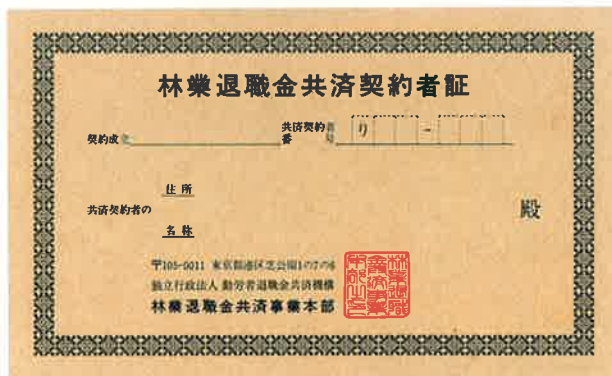 林業退職金共済契約者証
契約成立
共済契約者
番号
り -
住所
共済契約者の
殿
名称
〒105-0011 東京都港区芝公園1の7の6
独立行政法人 勤労者退職金共済機構
林業退職金共済事業本部